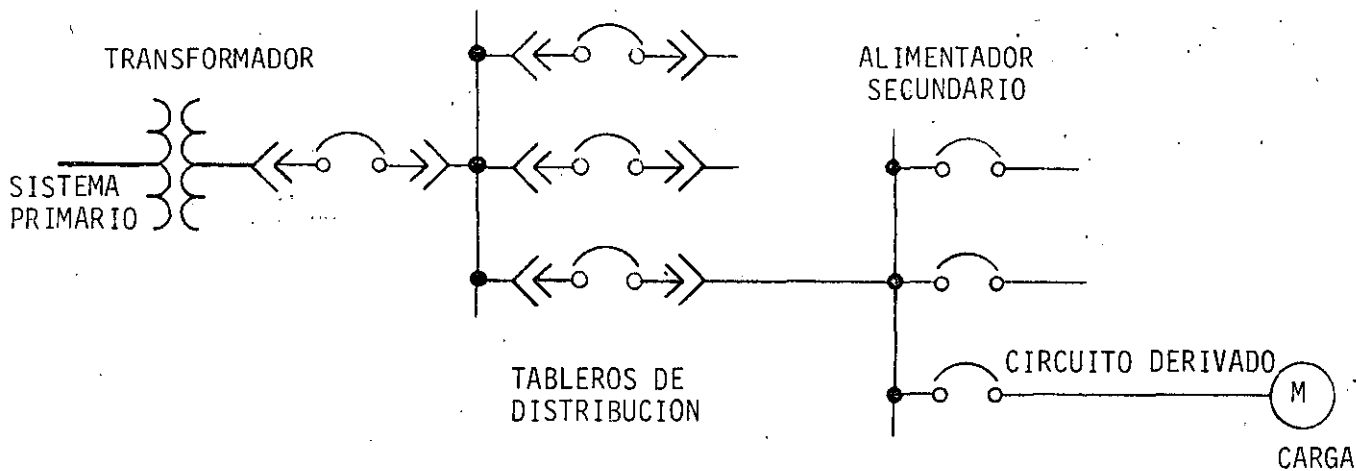 TRANSFORMADOR
SISTEMA
PRIMARIO
TABLEROS DE
DISTRIBUCION
ALIMENTADOR
SECUNDARIO
CIRCUITO DERIVADO
M
CARGA